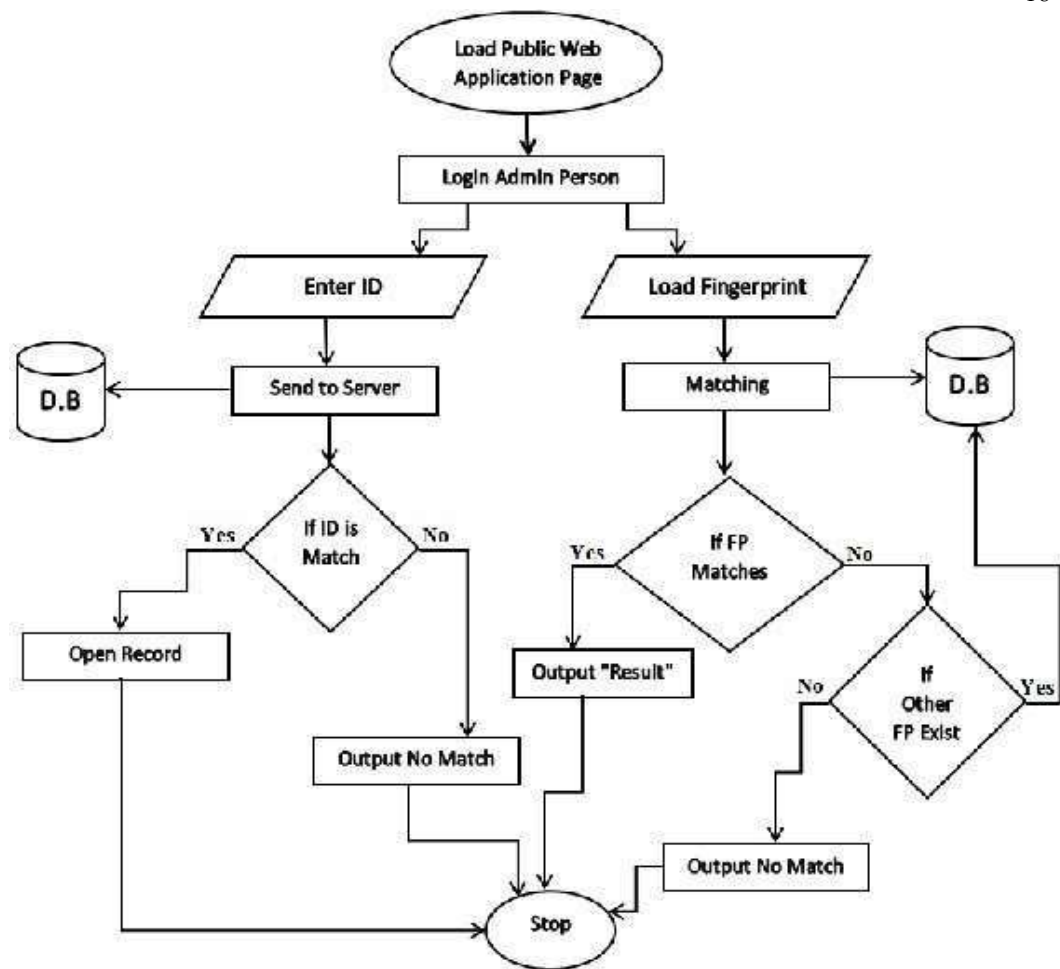 Load Public Web
Application Page
Login Admin Person
Enter ID
Load Fingerprint
D.B
Send to Server
Matching
D.B
If ID is
Match
Yes
No
If FP
Matches
Yes
No
Open Record
Output "Result"
If
Other
FP Exist
No
Yes
Output No Match
Output No Match
Stop